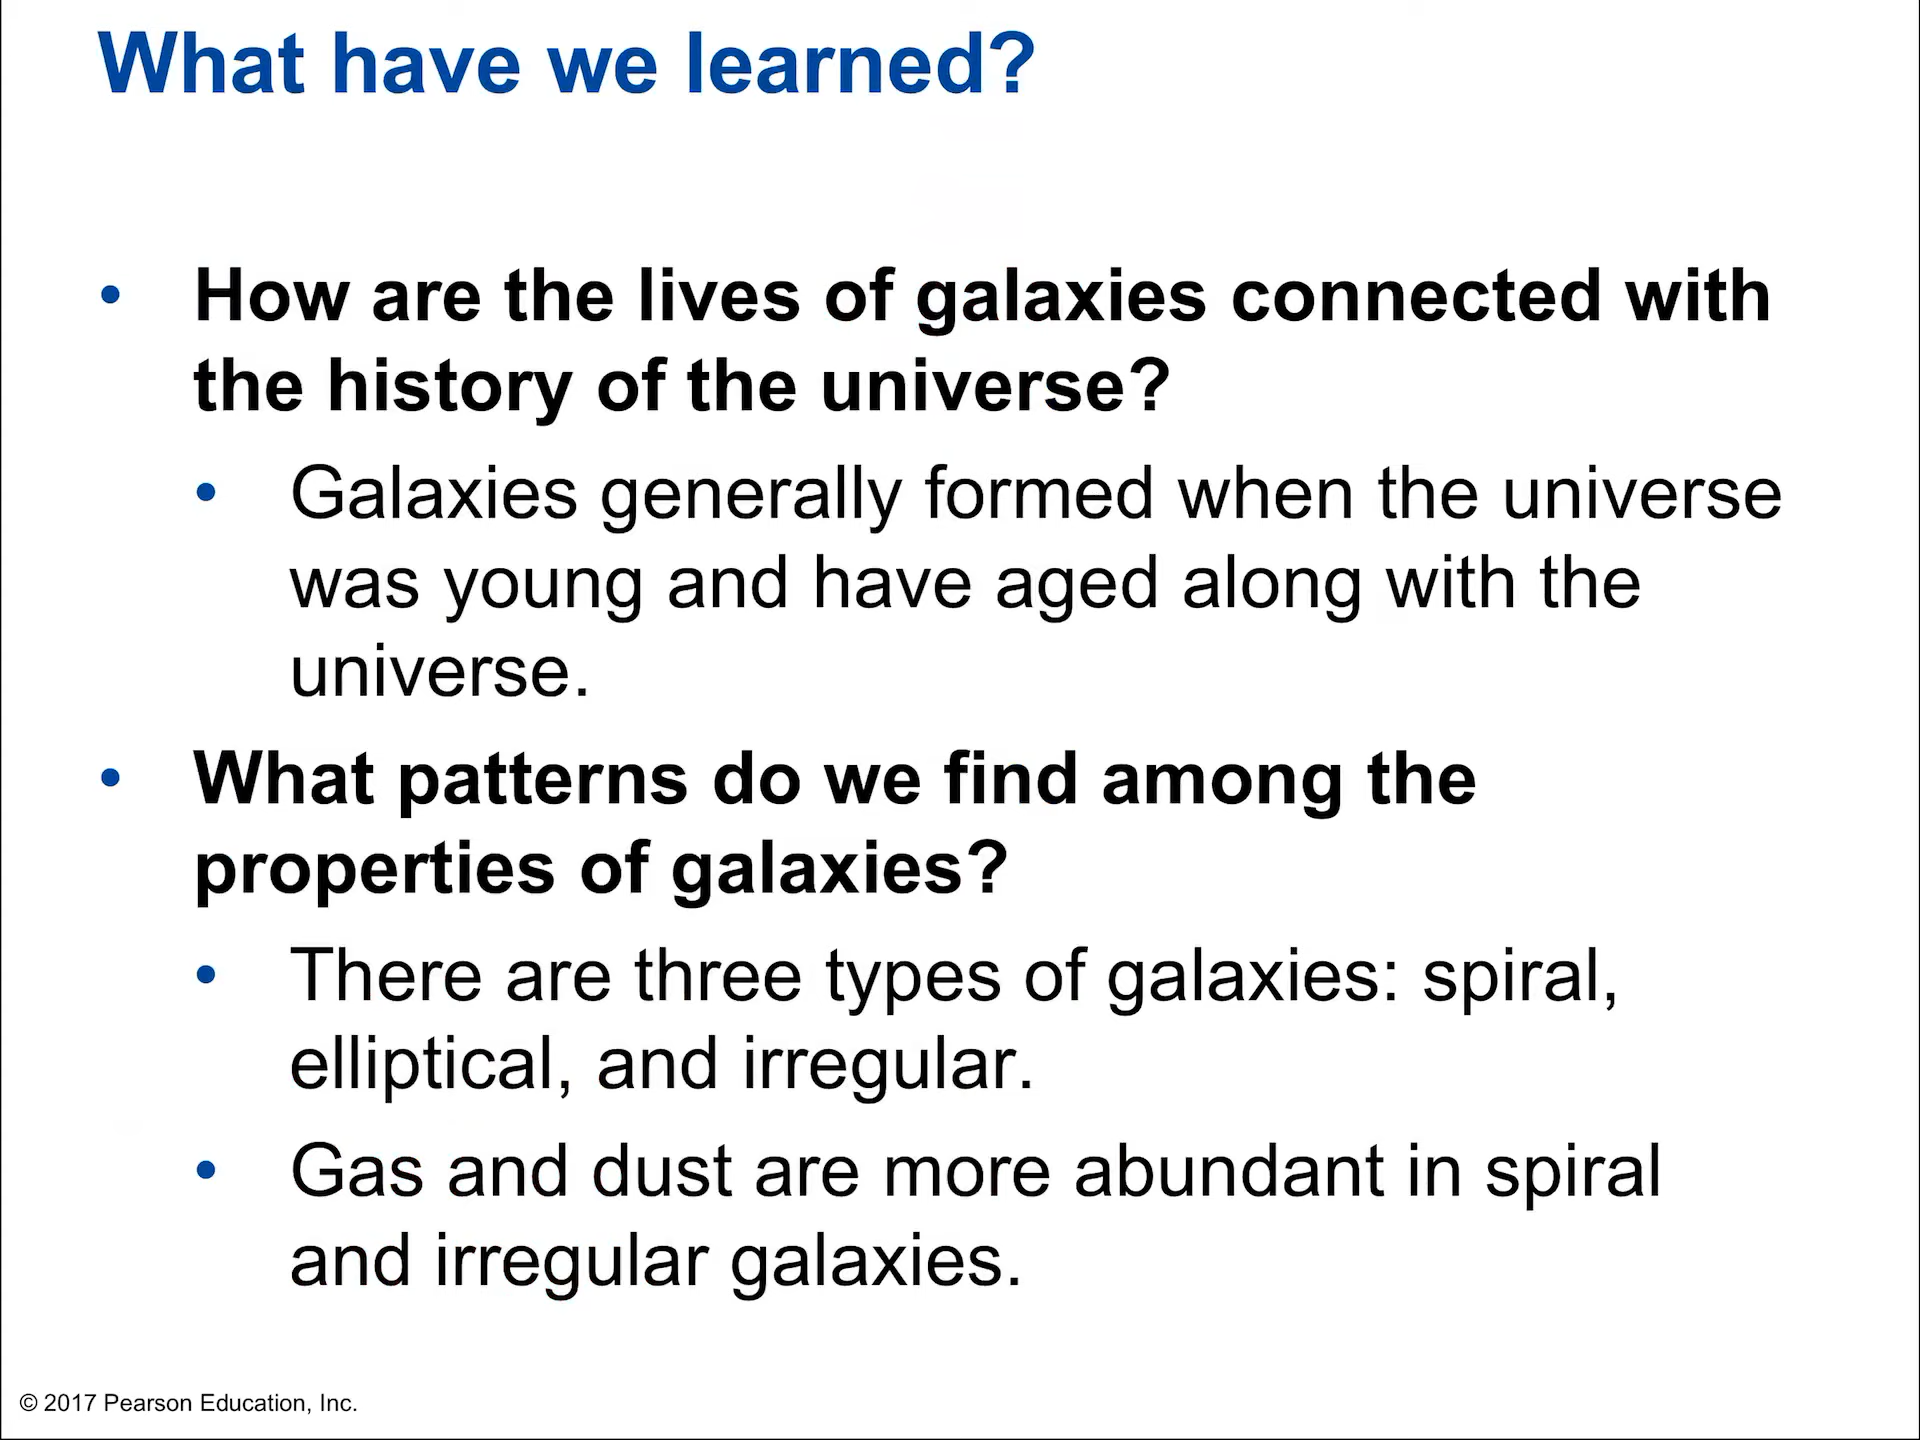 What have we learned?
• How are the lives of galaxies connected with
the history of the universe?
• Galaxies generally formed when the universe
was young and have aged along with the
universe.
• What patterns do we find among the
properties of galaxies?
• There are three types of galaxies: spiral,
elliptical, and irregular.
• Gas and dust are more abundant in spiral
and irregular galaxies.
© 2017 Pearson Education, Inc.